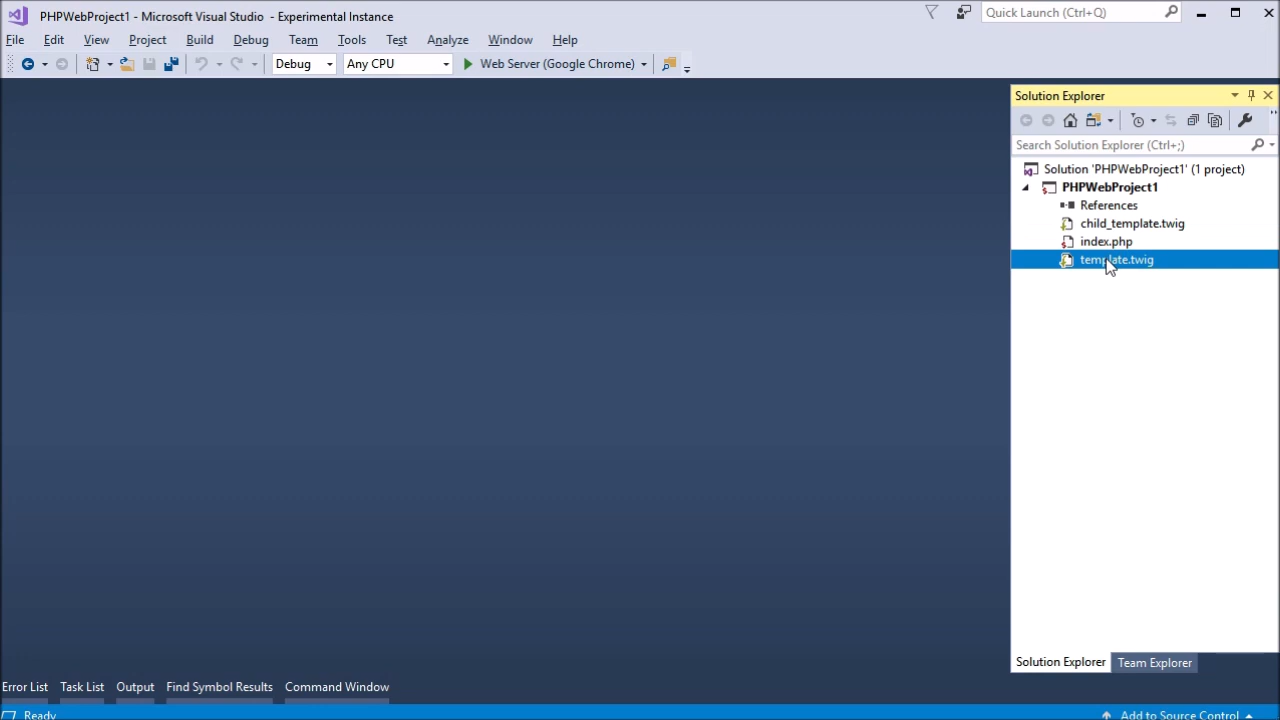 PHPWebProject1 - Microsoft Visual Studio - Experimental Instance
Quick Launch (Ctrl+Q)
File Edit View Project Build Debug Team Tools Test Analyze Window Help
Debug Any CPU Web Server (Google Chrome)
Solution Explorer
Search Solution Explorer (Ctrl+;)
Solution 'PHPWebProject1' (1 project)
PHPWebProject1
References
child_template.twig
index.php
template.twig
Solution Explorer Team Explorer
Error List Task List Output Find Symbol Results Command Window
Ready Add to Source Control